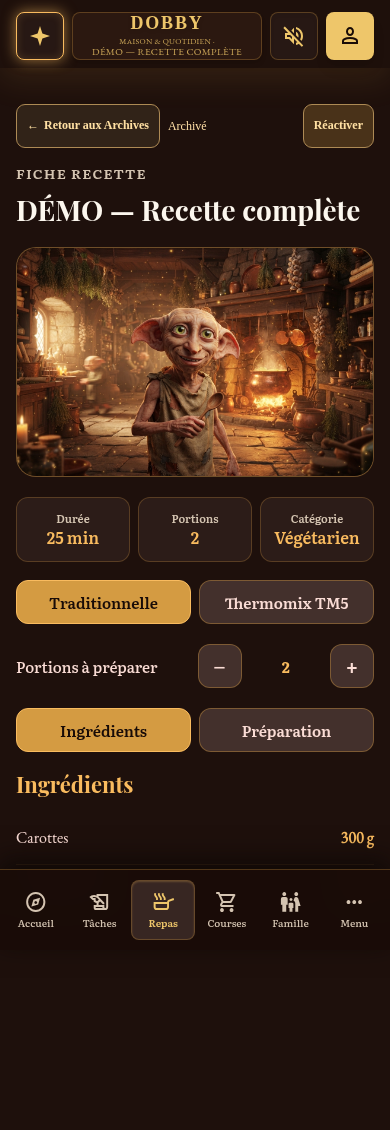 DOBBY
MAISON & QUOTIDIEN ·
DÉMO — RECETTE COMPLÈTE
← Retour aux Archives
Archivé
Réactiver
FICHE RECETTE
DÉMO — Recette complète
Durée
25 min
Portions
2
Catégorie
Végétarien
Traditionnelle
Thermomix TM5
Portions à préparer
−
2
+
Ingrédients
Préparation
Ingrédients
Carottes
300 g
Accueil
Tâches
Repas
Courses
Famille
Menu